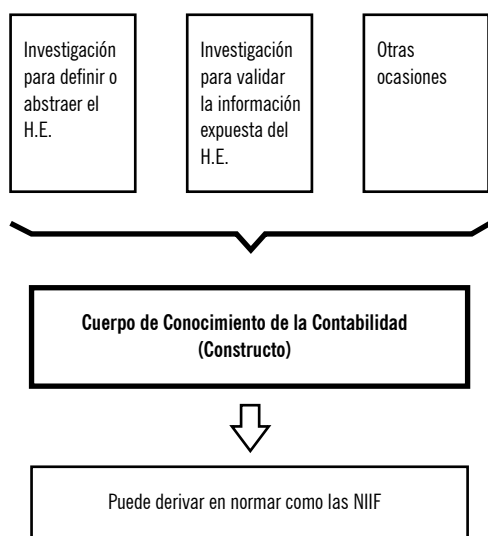 Investigación
para definir o
abstraer el
H.E.
Investigación
para validar
la información
expuesta del
H.E.
Otras
ocasiones
Cuerpo de Conocimiento de la Contabilidad
(Constructo)
Puede derivar en normar como las NIIF